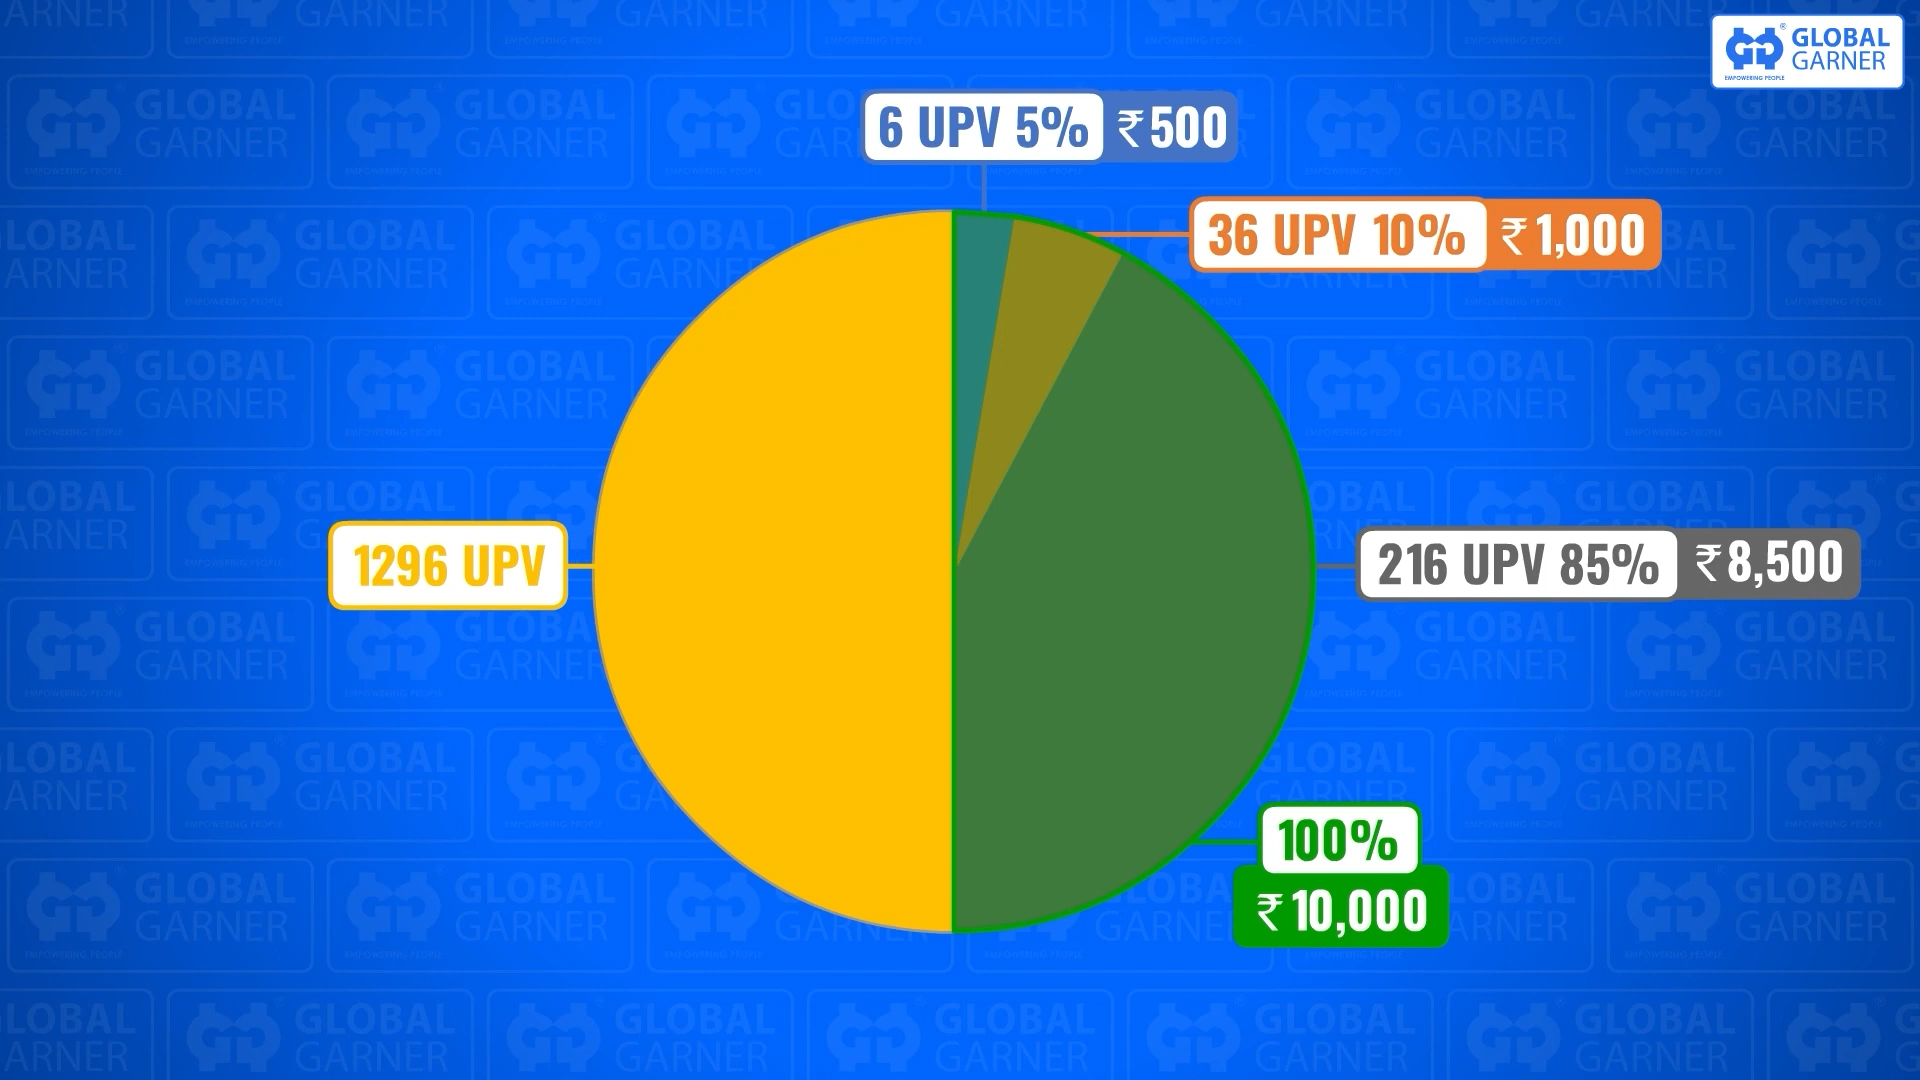 GLOBAL
GARNER
EMPOWERING PEOPLE
6 UPV 5% ₹500
36 UPV 10% ₹1,000
1296 UPV
216 UPV 85% ₹8,500
100%
₹10,000